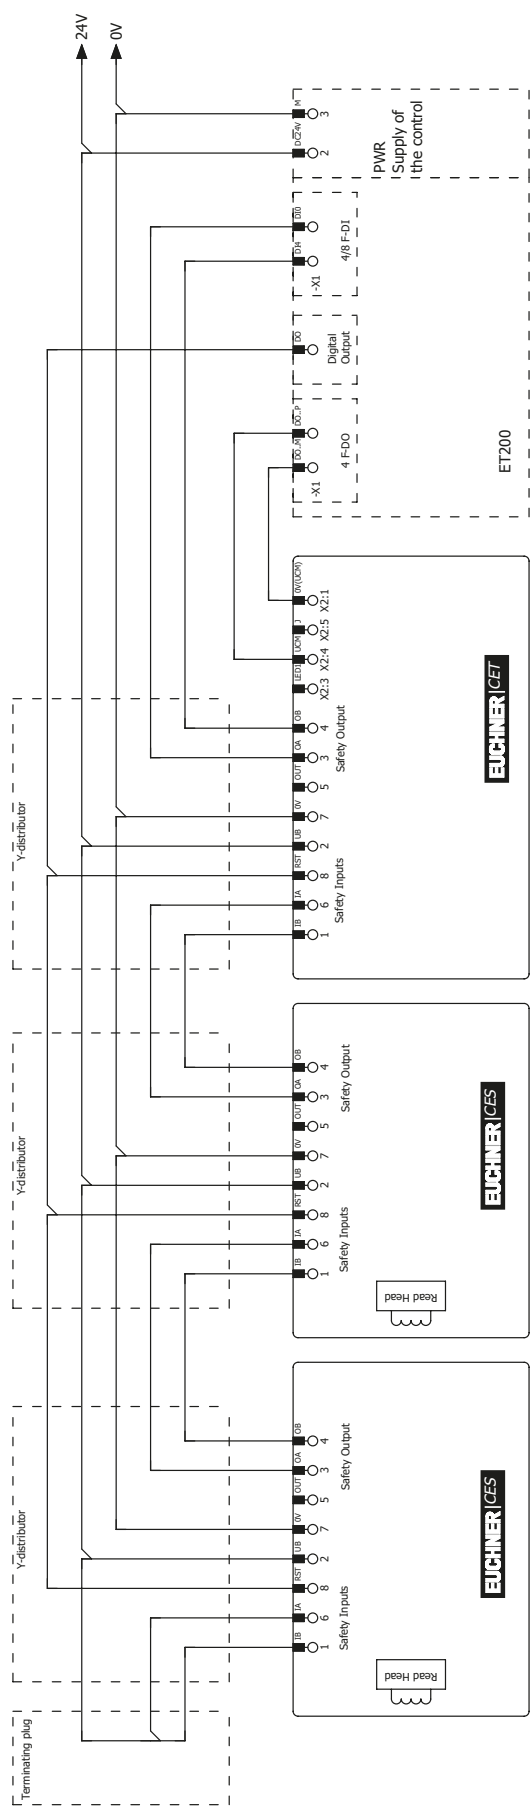 24V
0V
Terminating plug
Y-distributor
Y-distributor
Y-distributor
IB
IA
RST
UB
0V
OUT
OA
OB
1
6
8
2
7
5
3
4
Safety Inputs
Safety Output
Read Head
EUCHNER|CES
IB
IA
RST
UB
0V
OUT
OA
OB
1
6
8
2
7
5
3
4
Safety Inputs
Safety Output
Read Head
EUCHNER|CES
IB
IA
RST
UB
0V
OUT
OA
OB
LED1
UCM
J
0V(UCM)
1
6
8
2
7
5
3
4
X2:3
X2:4
X2:5
X2:1
Safety Inputs
Safety Output
EUCHNER|CET
DO..M
DO..P
-X1
4 F-DO
DO
Digital
Output
DI4
DI0
-X1
4/8 F-DI
DC24V
M
2
3
PWR
Supply of
the control
ET200